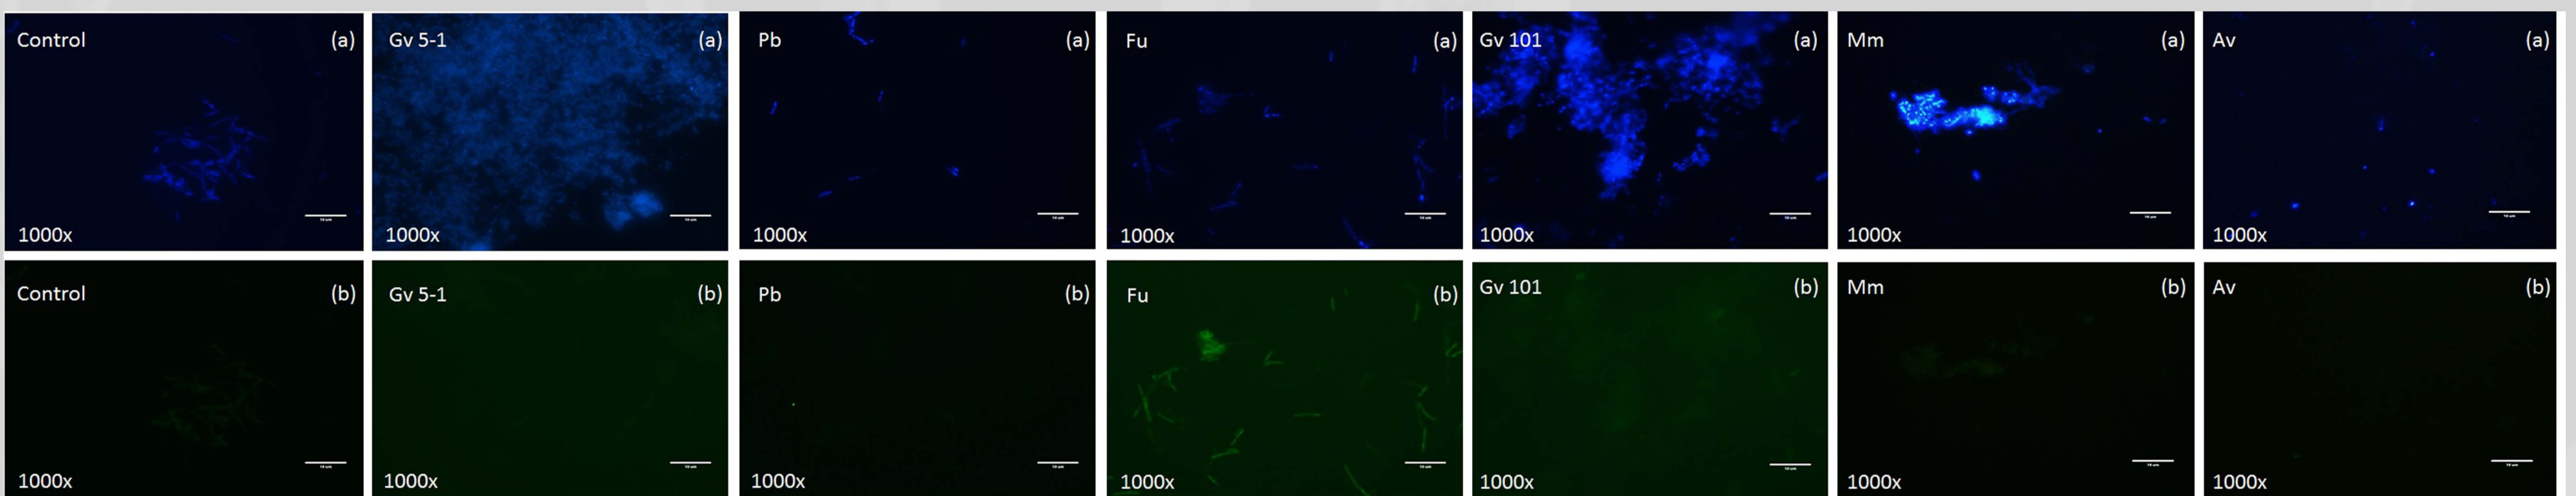 Control (a)
1000x
Gv 5-1 (a)
1000x
Pb (a)
1000x
Fu (a)
1000x
Gv 101 (a)
1000x
Mm (a)
1000x
Av (a)
1000x
Control (b)
1000x
Gv 5-1 (b)
1000x
Pb (b)
1000x
Fu (b)
1000x
Gv 101 (b)
1000x
Mm (b)
1000x
Av (b)
1000x